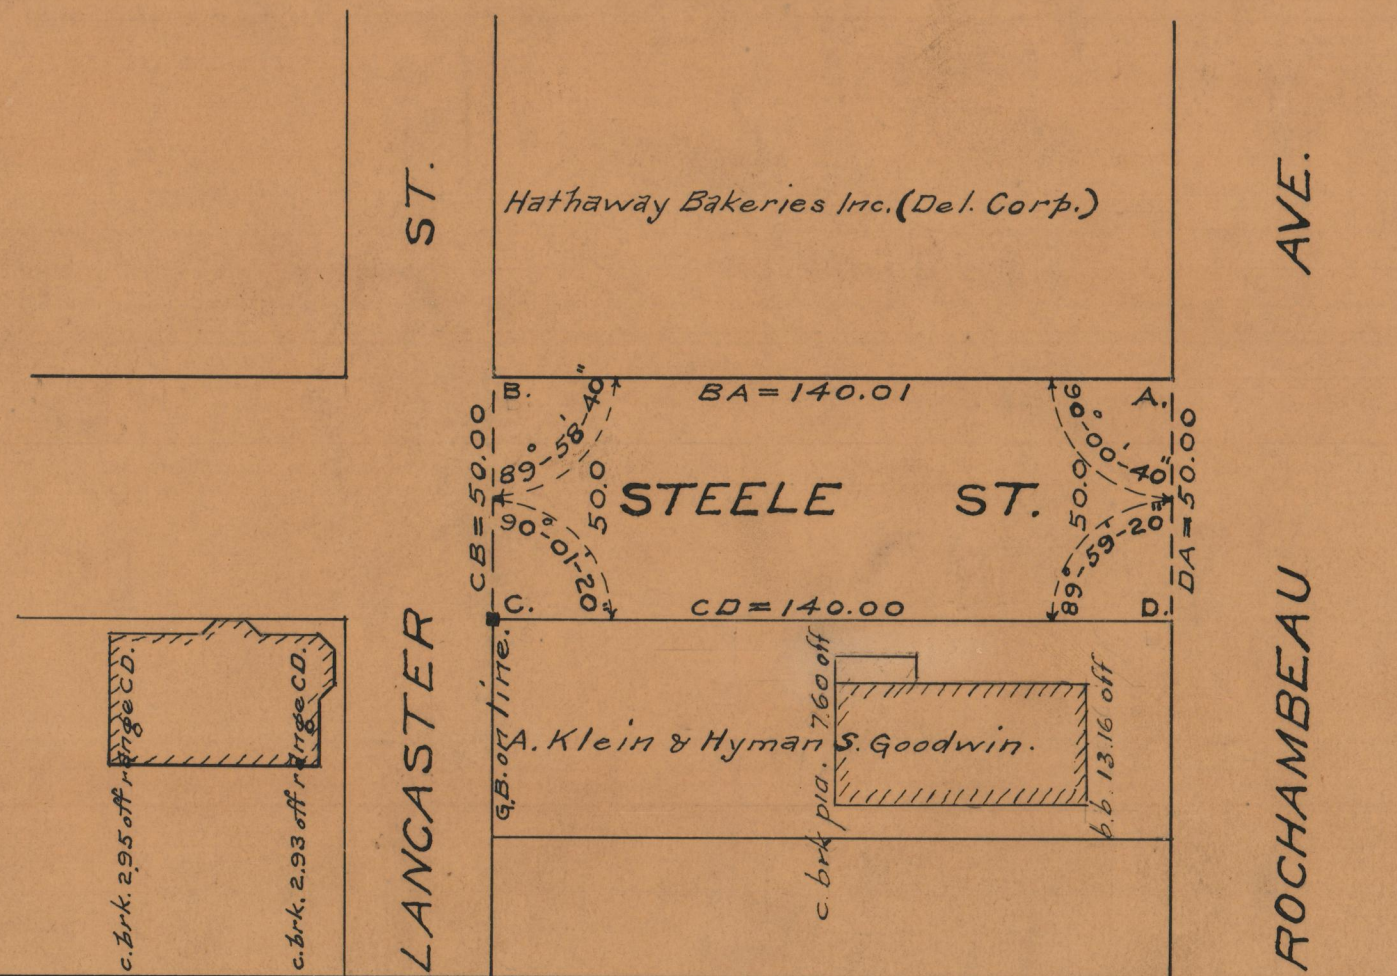 LANCASTER ST.
Hathaway Bakeries Inc. (Del. Corp.)
ROCHAMBEAU AVE.
B.
BA = 140.01
A.
89°-58'-40"
90°-00'-40"
CB = 50.00
50.0
STEELE ST.
50.0
DA = 50.00
90°-01'-20"
89°-59'-20"
C.
CD = 140.00
D.
G.B. on line.
A. Klein & Hyman S. Goodwin.
c. brk. 2.95 off range CD.
c. brk. 2.93 off range CD.
c. brk pia. 7.60 off
b.b. 13.16 off